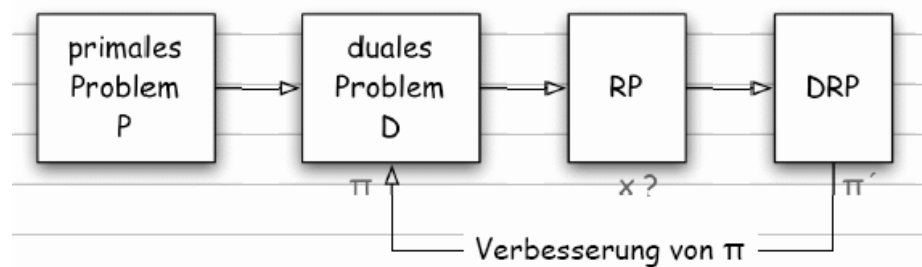 primales
Problem
P
duales
Problem
D
RP
DRP
π
x ?
π´
Verbesserung von π